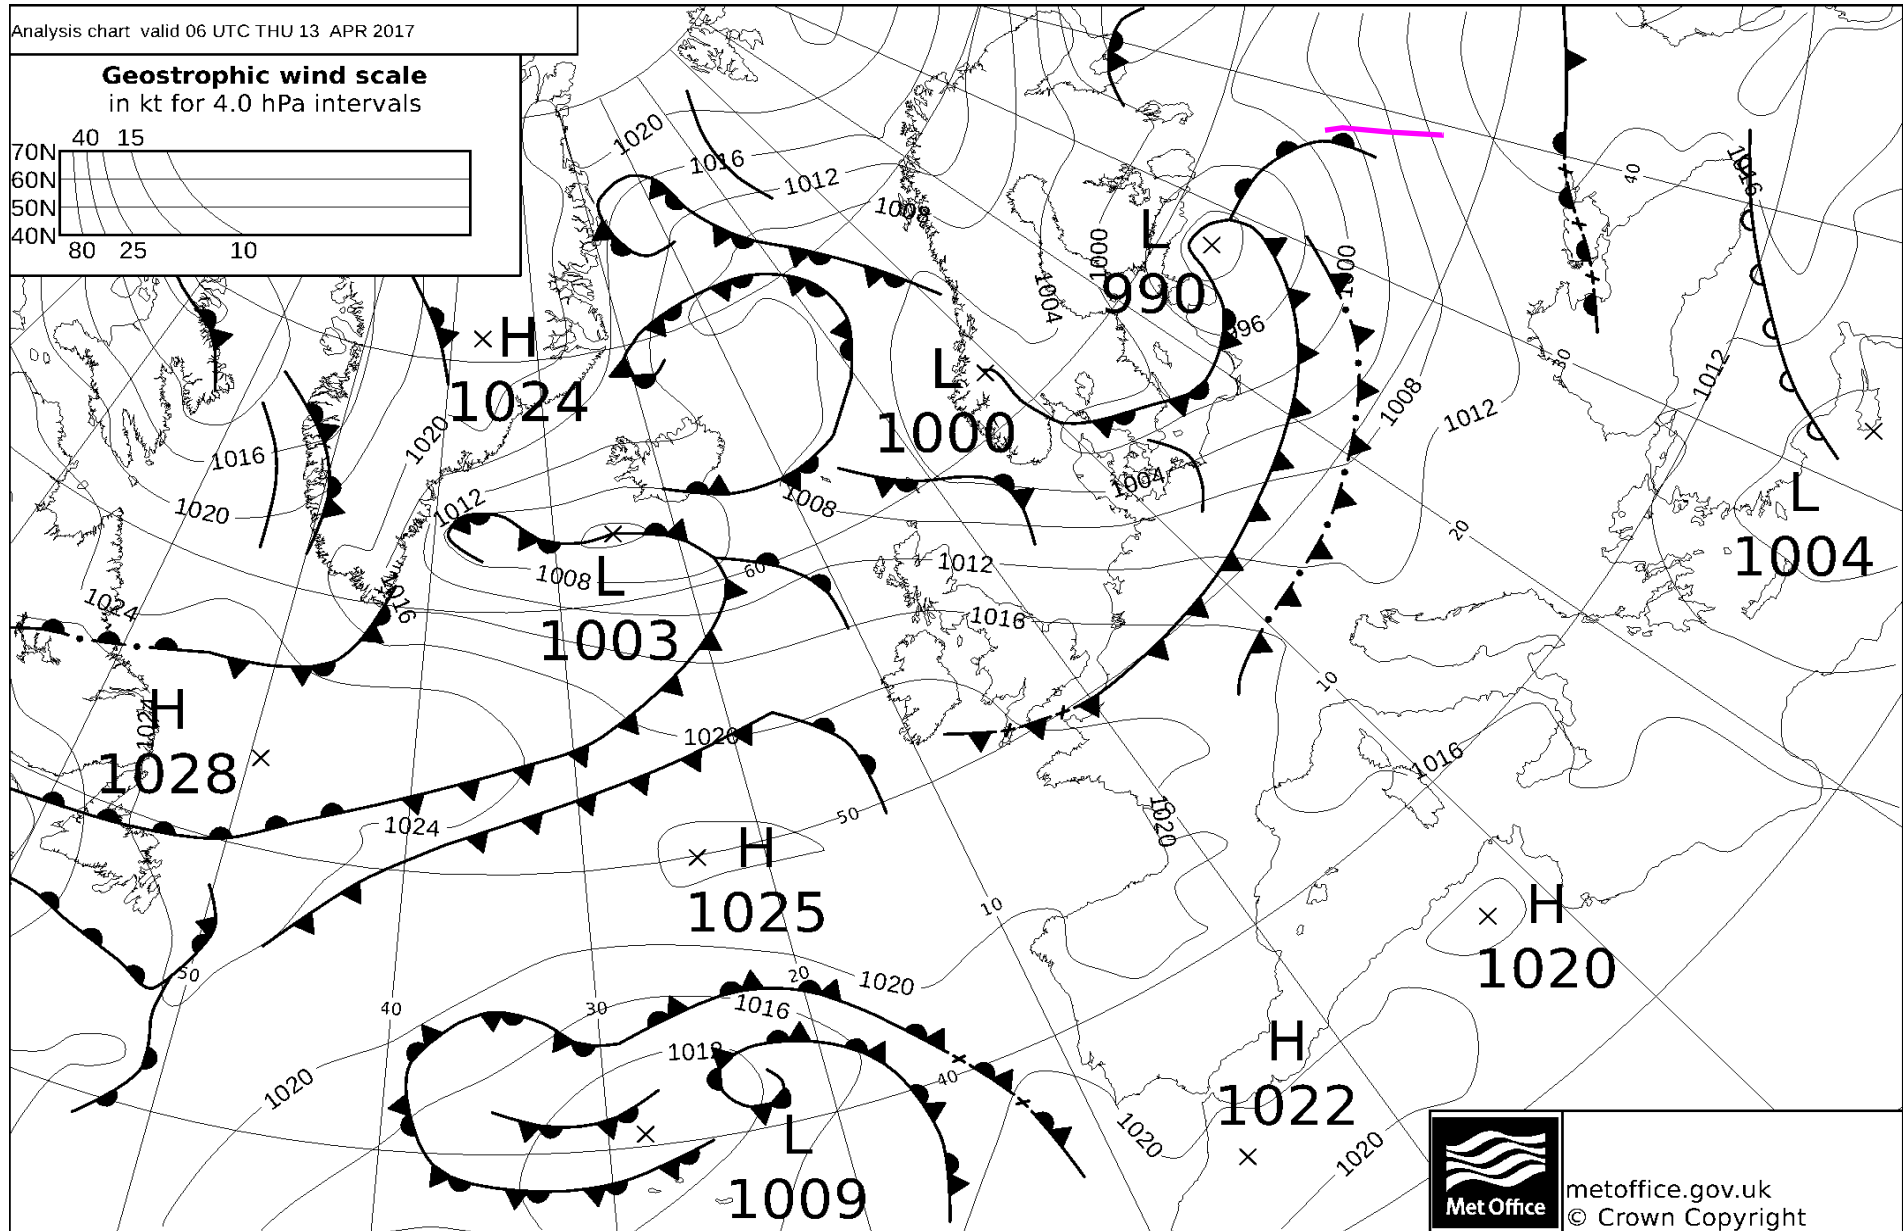 Analysis chart valid 06 UTC THU 13 APR 2017
Geostrophic wind scale
in kt for 4.0 hPa intervals
40 15
70N
60N
50N
40N
80 25 10
1020
1016
1012
1008
1000
1004
L
990
996
1000
1008
1012
40
30
20
10
1016
1012
L
1004
H
1024
L
1000
1016
1020
1020
1012
1008
1004
1012
1016
1008
L
1003
60
1024
1016
H
1028
1024
1020
1024
H
1025
50
1020
1016
10
H
1020
50
40
30
20
1020
1016
1012
1020
L
1009
40
H
1022
1020
1020
Met Office
metoffice.gov.uk
© Crown Copyright